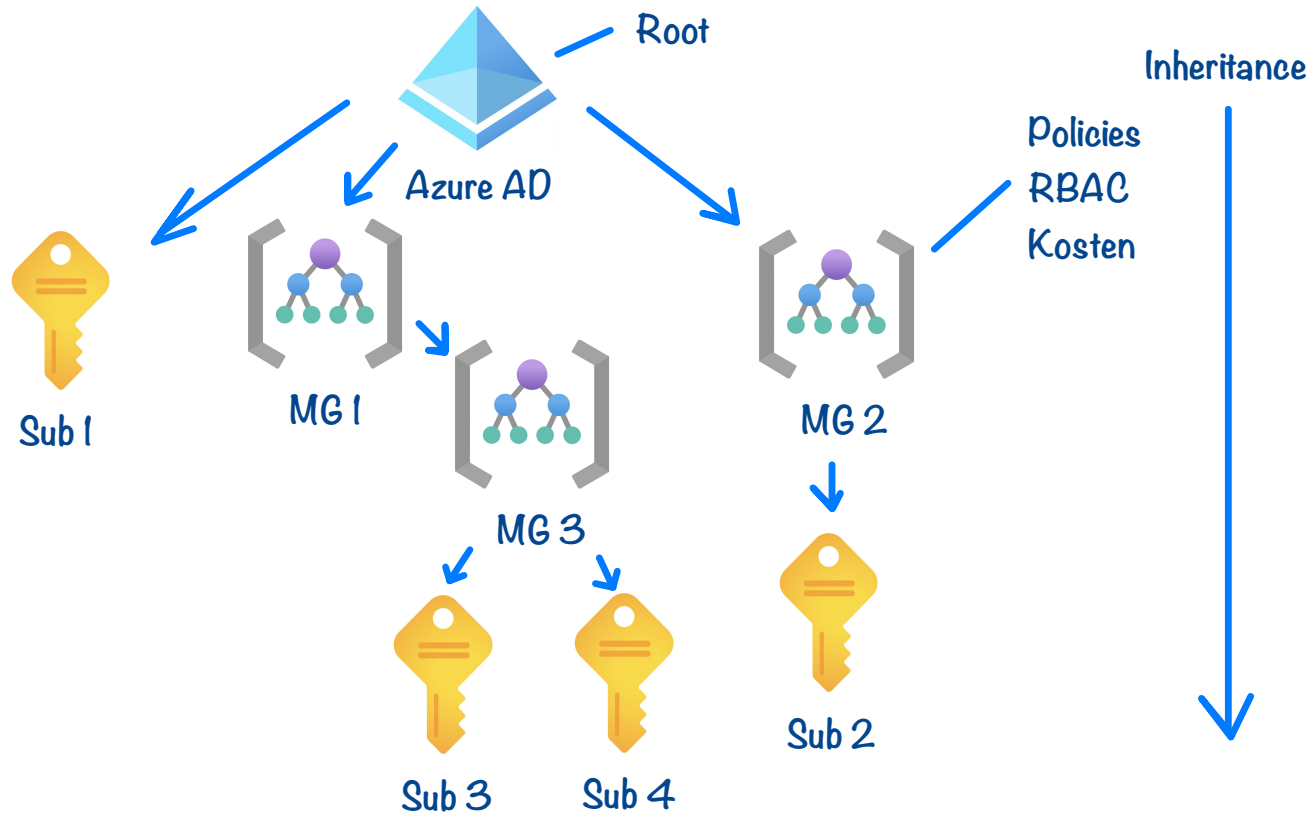 Root
Inheritance
Policies
RBAC
Kosten
Azure AD
Sub 1
MG 1
MG 2
MG 3
Sub 2
Sub 3
Sub 4